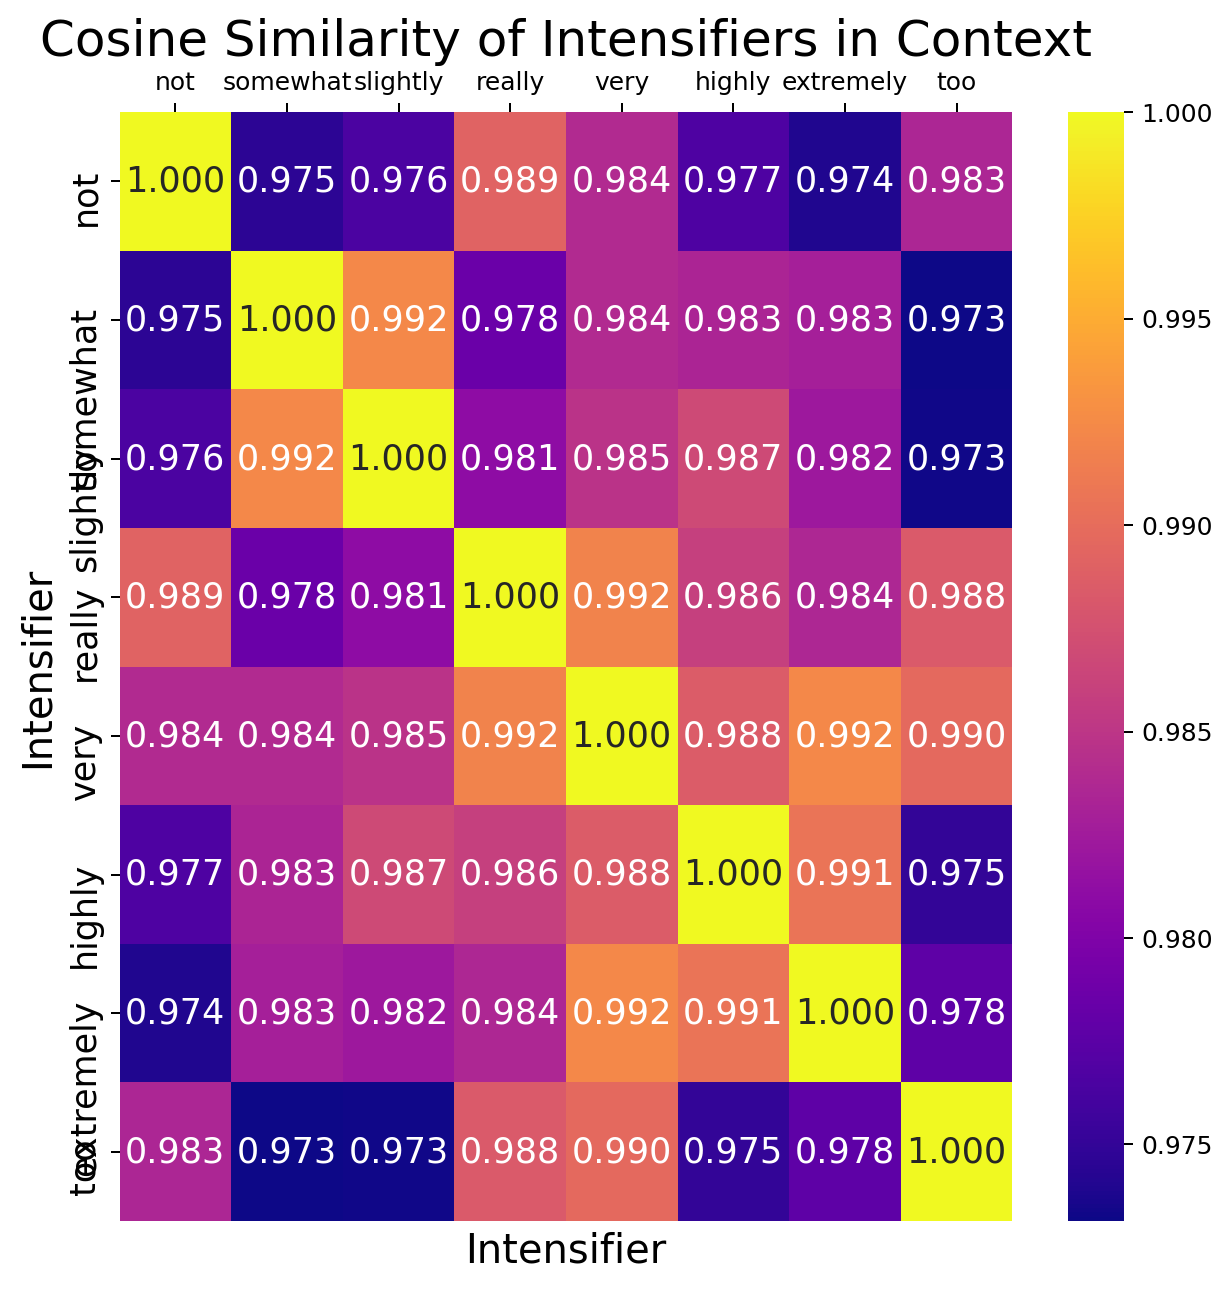 Cosine Similarity of Intensifiers in Context
not somewhat slightly really very highly extremely too
not 1.000 0.975 0.976 0.989 0.984 0.977 0.974 0.983
somewhat 0.975 1.000 0.992 0.978 0.984 0.983 0.983 0.973
slightly 0.976 0.992 1.000 0.981 0.985 0.987 0.982 0.973
really 0.989 0.978 0.981 1.000 0.992 0.986 0.984 0.988
very 0.984 0.984 0.985 0.992 1.000 0.988 0.992 0.990
highly 0.977 0.983 0.987 0.986 0.988 1.000 0.991 0.975
extremely 0.974 0.983 0.982 0.984 0.992 0.991 1.000 0.978
too 0.983 0.973 0.973 0.988 0.990 0.975 0.978 1.000
Intensifier
Intensifier
1.000
0.995
0.990
0.985
0.980
0.975